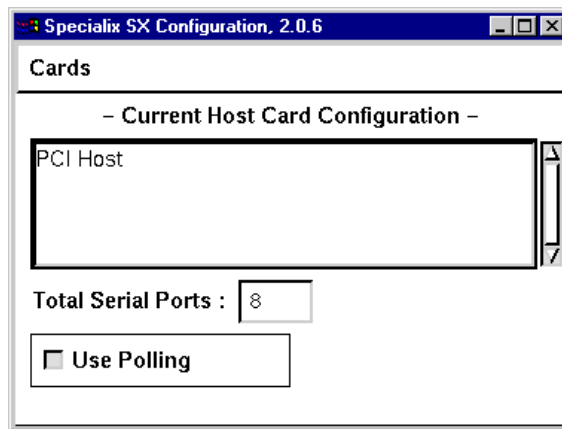 Specialix SX Configuration, 2.0.6
Cards
– Current Host Card Configuration –
PCI Host
Total Serial Ports : 8
Use Polling